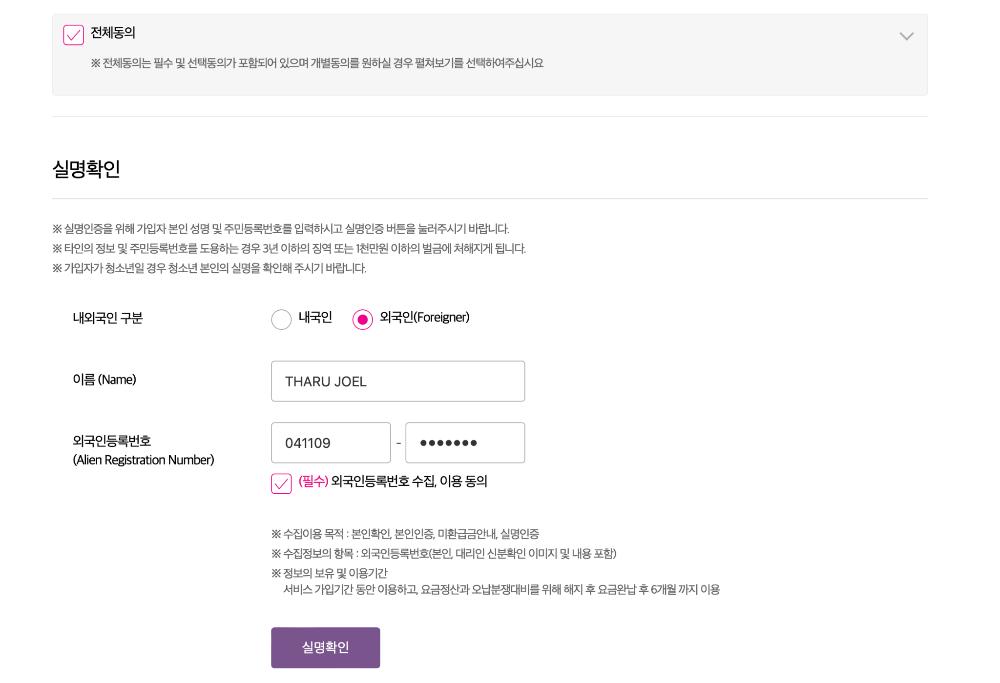 전체동의
※ 전체동의는 필수 및 선택동의가 포함되어 있으며 개별동의를 원하실 경우 펼쳐보기를 선택하여주십시요
실명확인
※ 실명인증을 위해 가입자 본인 성명 및 주민등록번호를 입력하시고 실명인증 버튼을 눌러주시기 바랍니다.
※ 타인의 정보 및 주민등록번호를 도용하는 경우 3년 이하의 징역 또는 1천만원 이하의 벌금에 처해지게 됩니다.
※ 가입자가 청소년일 경우 청소년 본인의 실명을 확인해 주시기 바랍니다.
내외국인 구분 내국인 외국인(Foreigner)
이름 (Name) THARU JOEL
외국인등록번호 041109 - •••••••
(Alien Registration Number)
(필수) 외국인등록번호 수집, 이용 동의
※ 수집이용 목적 : 본인확인, 본인인증, 미환급금안내, 실명인증
※ 수집정보의 항목 : 외국인등록번호(본인, 대리인 신분확인 이미지 및 내용 포함)
※ 정보의 보유 및 이용기간
서비스 가입기간 동안 이용하고, 요금정산과 오납분쟁대비를 위해 해지 후 요금완납 후 6개월 까지 이용
실명확인